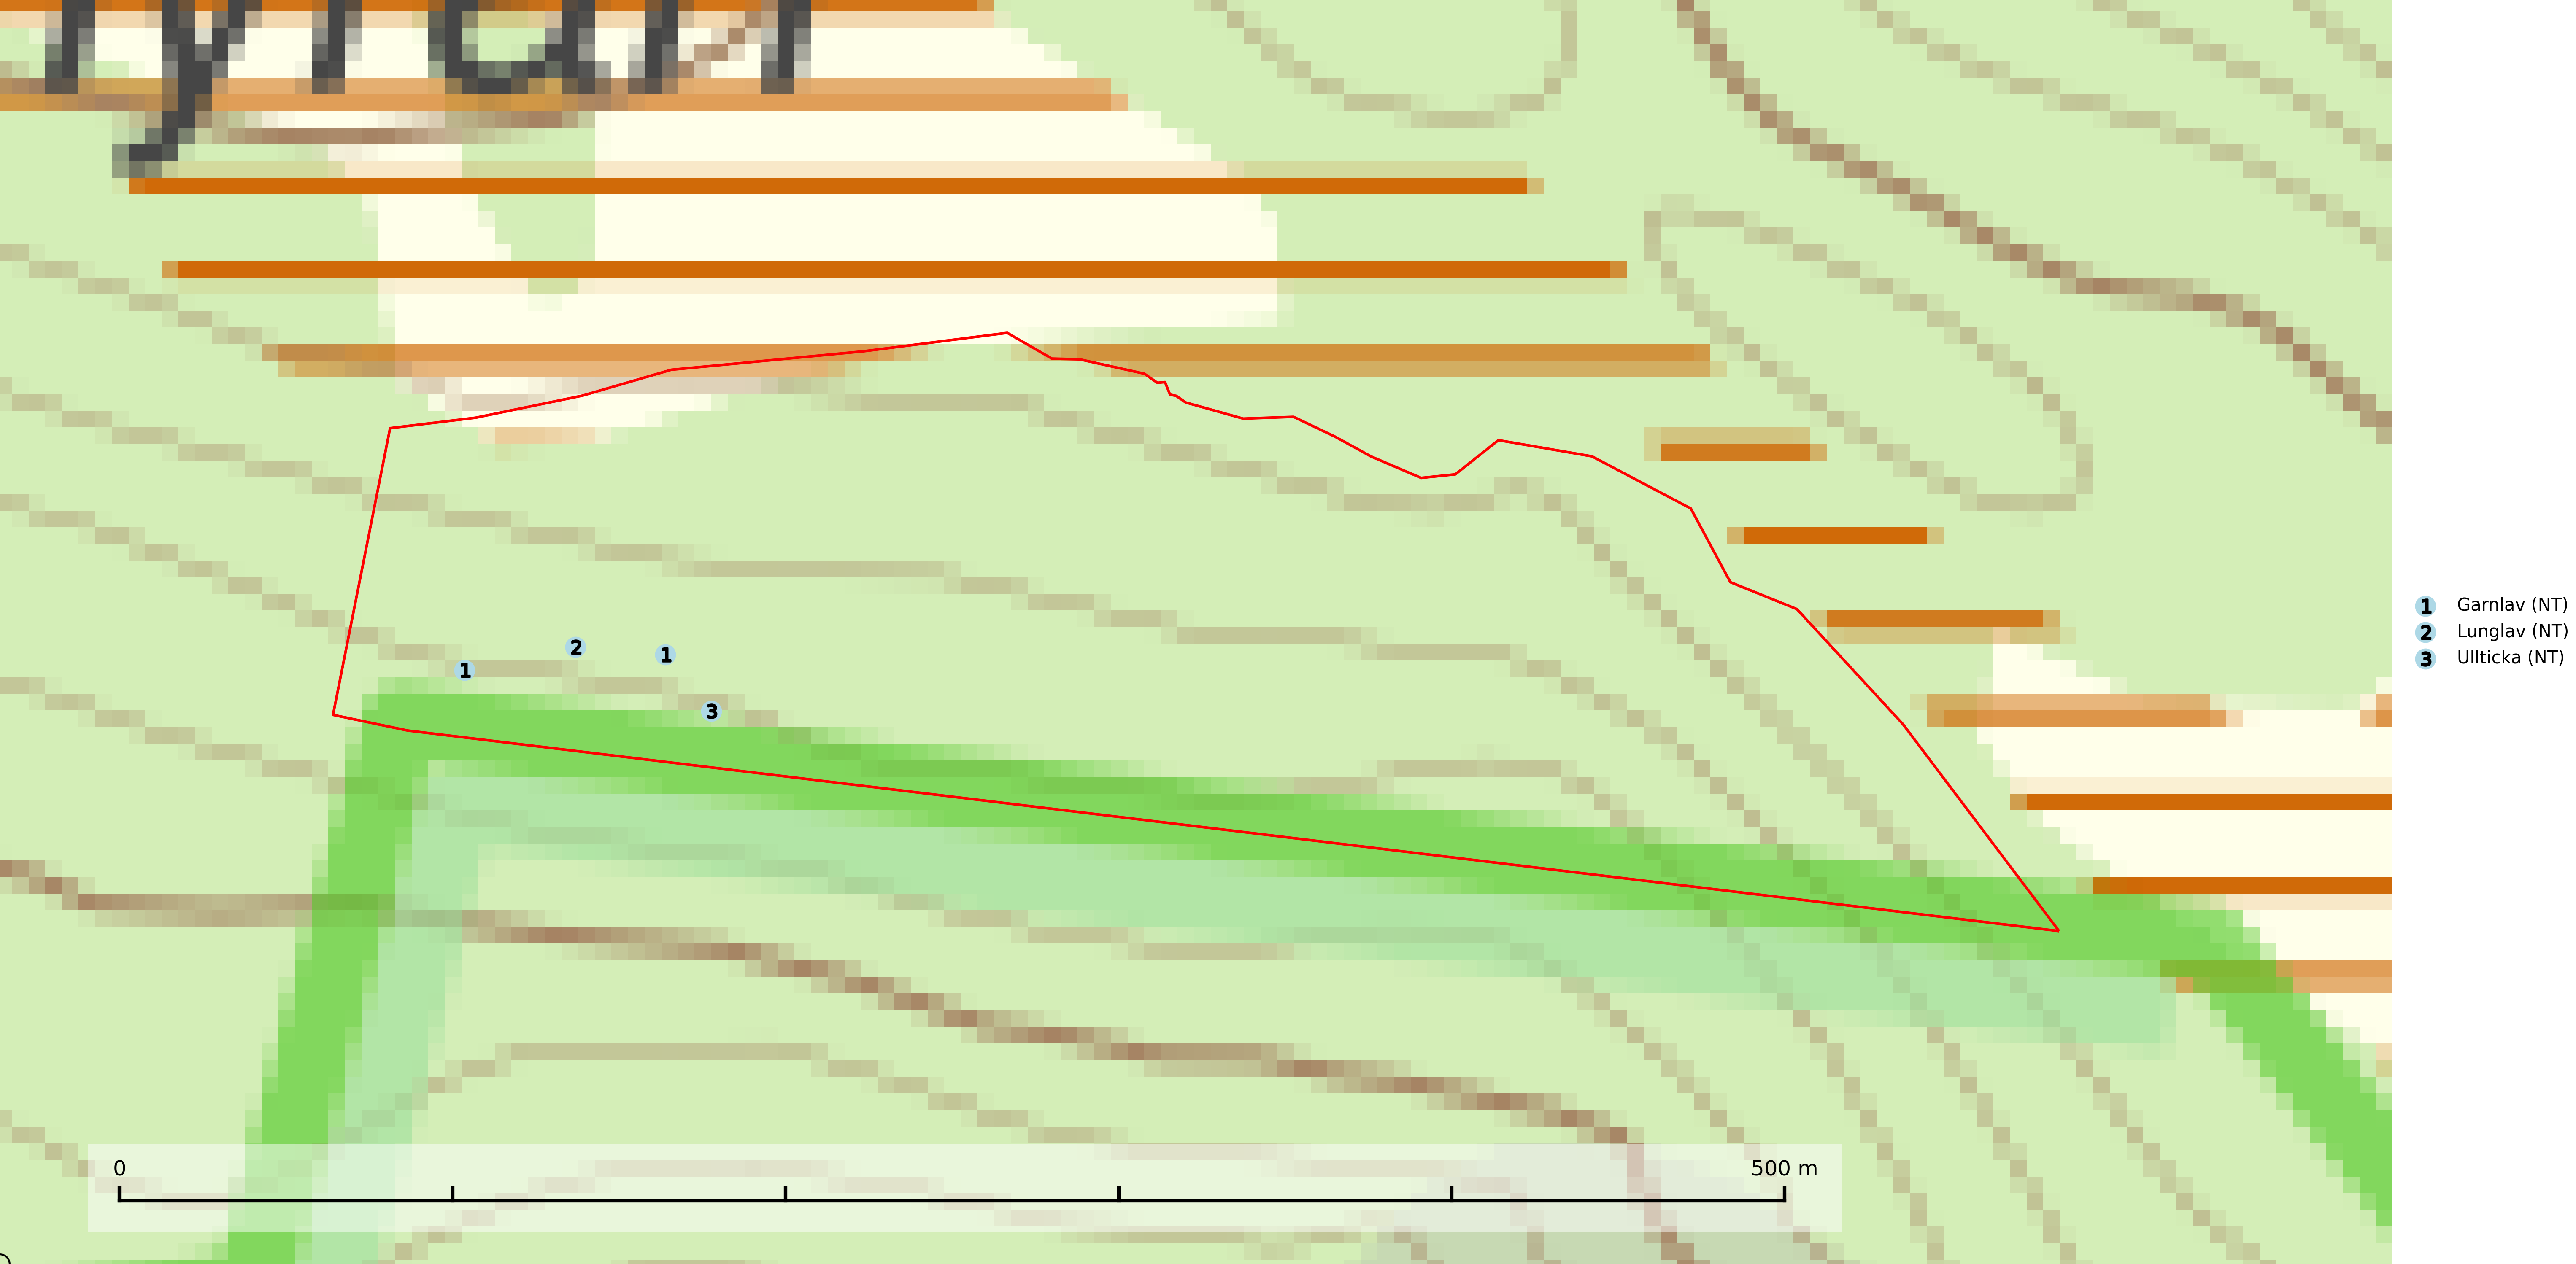 1 Garnlav (NT)
2 Lunglav (NT)
3 Ullticka (NT)
2
1
1
3
0 500 m